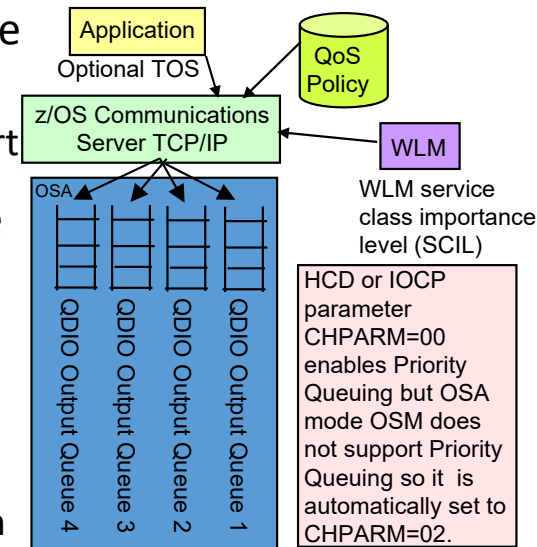 e
Application
Optional TOS
QoS
Policy
z/OS Communications
Server TCP/IP
rt
WLM
OSA
e
WLM service
class importance
level (SCIL)
QDIO Output Queue 4
QDIO Output Queue 3
QDIO Output Queue 2
QDIO Output Queue 1
HCD or IOCP
parameter
CHPARM=00
enables Priority
Queuing but OSA
mode OSM does
not support Priority
Queuing so it is
automatically set to
CHPARM=02.